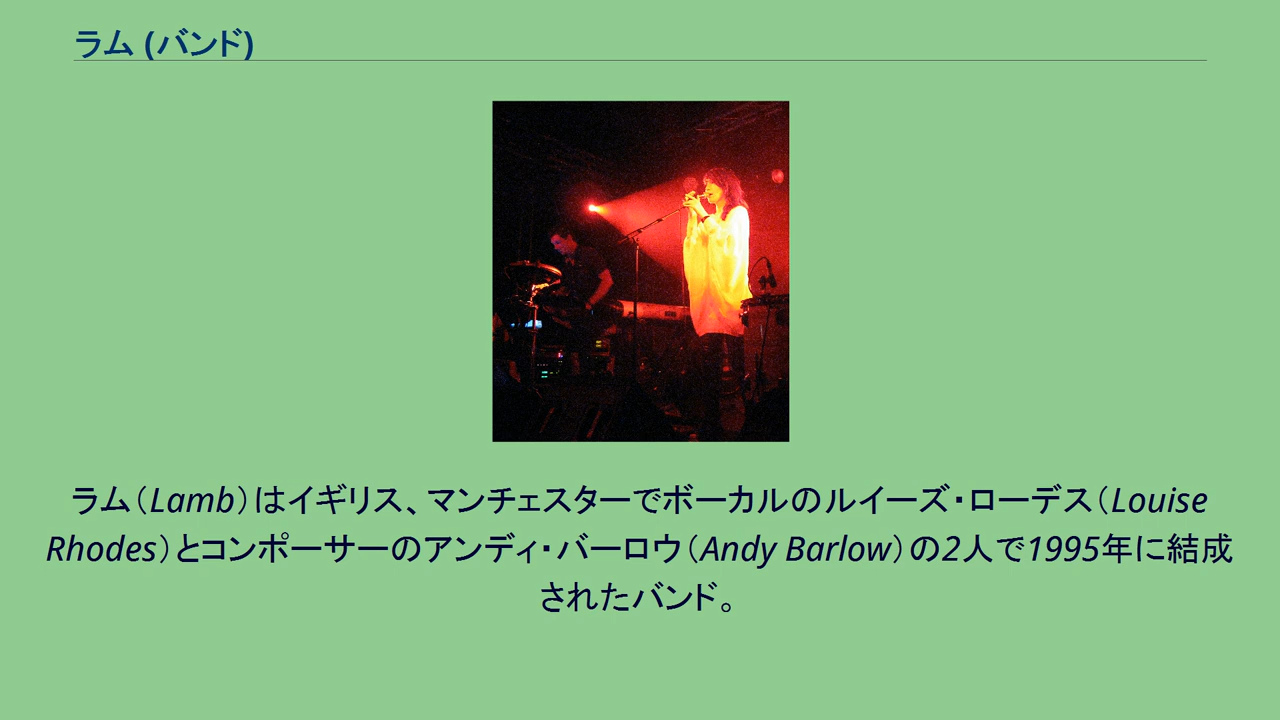 ラム (バンド)
ラム（Lamb）はイギリス、マンチェスターでボーカルのルイーズ・ローデス（Louise
Rhodes）とコンポーサーのアンディ・バーロウ（Andy Barlow）の2人で1995年に結成
されたバンド。